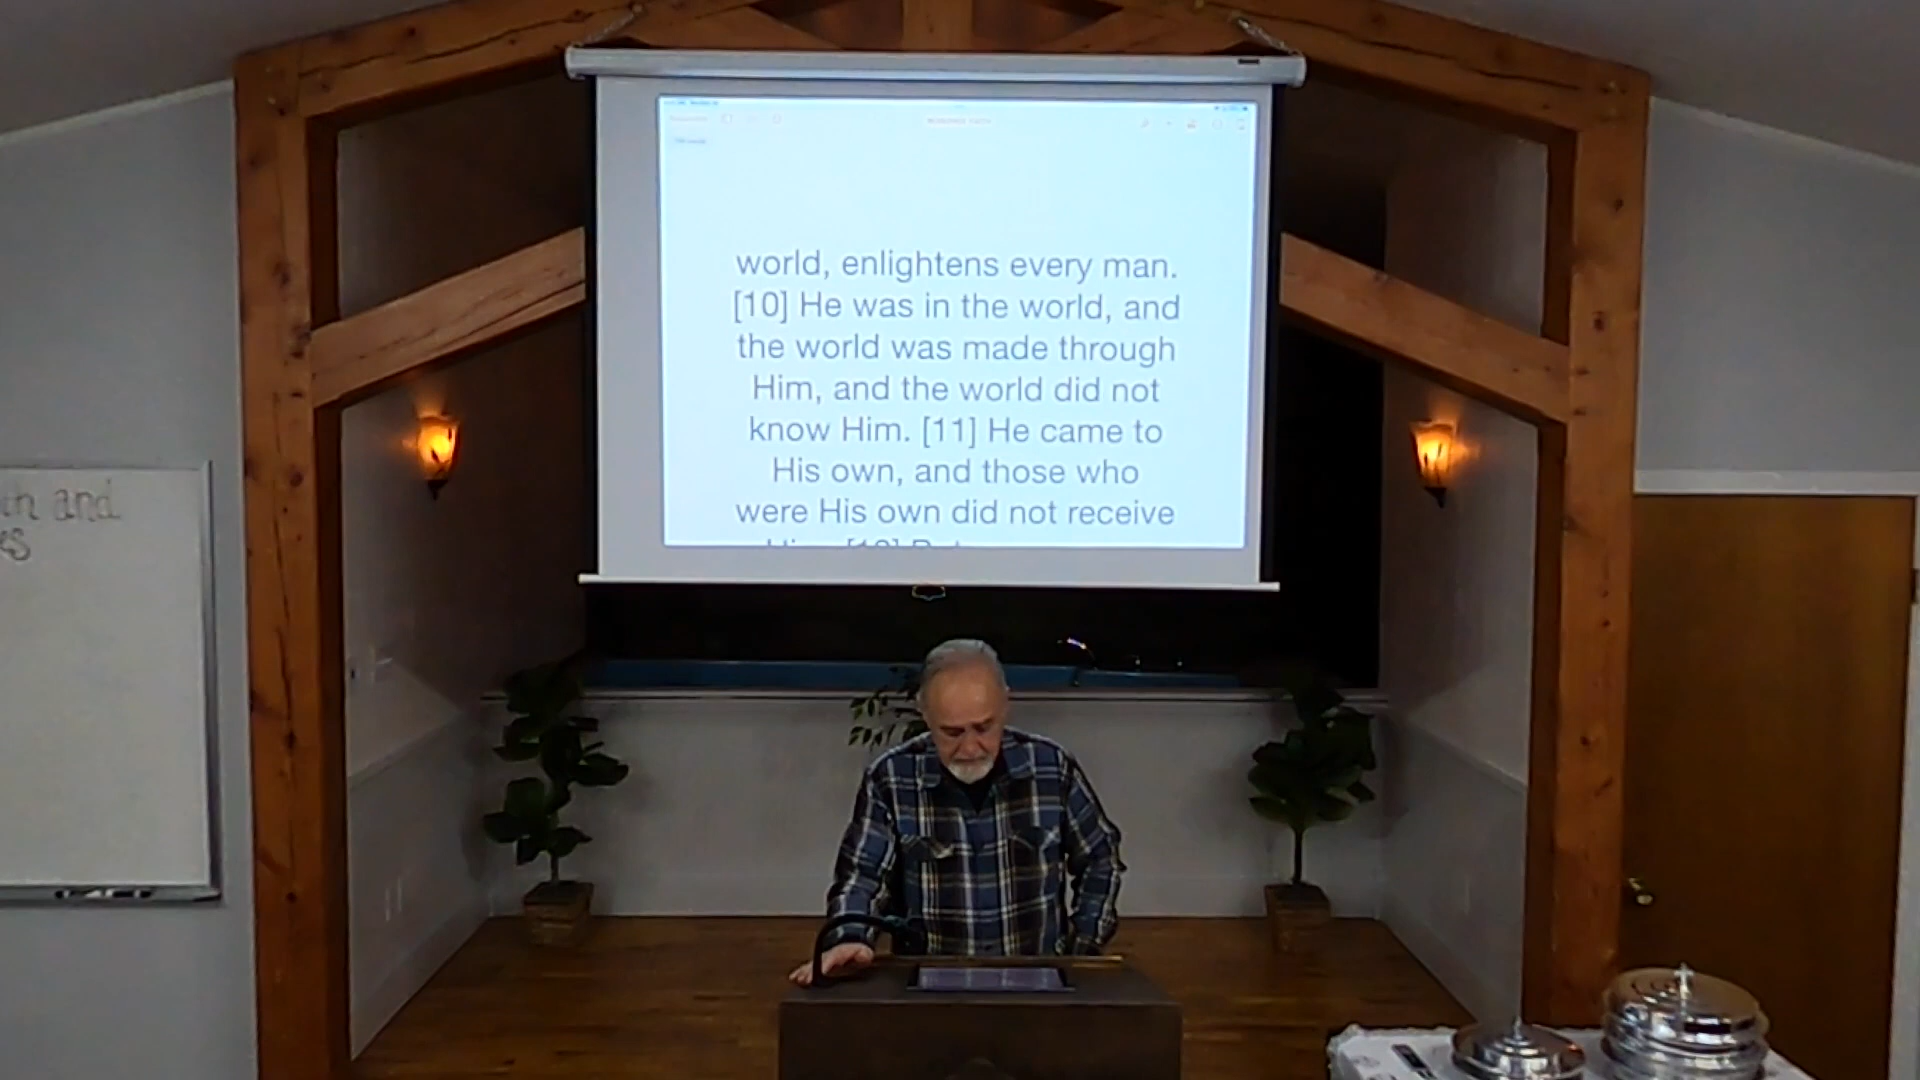 world, enlightens every man.
[10] He was in the world, and
the world was made through
Him, and the world did not
know Him. [11] He came to
His own, and those who
were His own did not receive
and